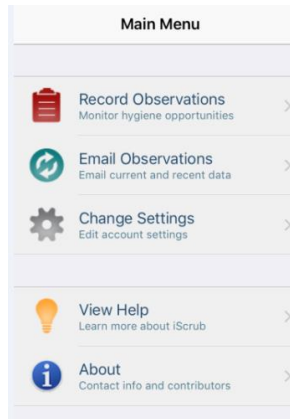 Main Menu
Record Observations
Monitor hygiene opportunities
Email Observations
Email current and recent data
Change Settings
Edit account settings
View Help
Learn more about iScrub
About
Contact info and contributors